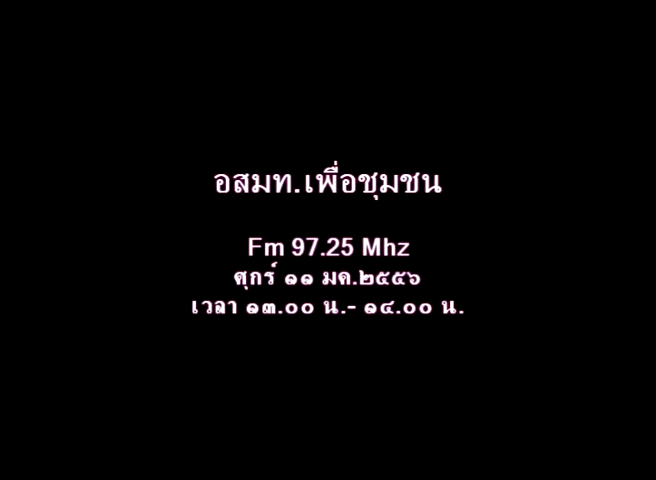 อสมท.เพื่อชุมชน
Fm 97.25 Mhz
ศุกร์ ๑๑ มค.๒๕๕๖
เวลา ๑๓.๐๐ น.- ๑๔.๐๐ น.